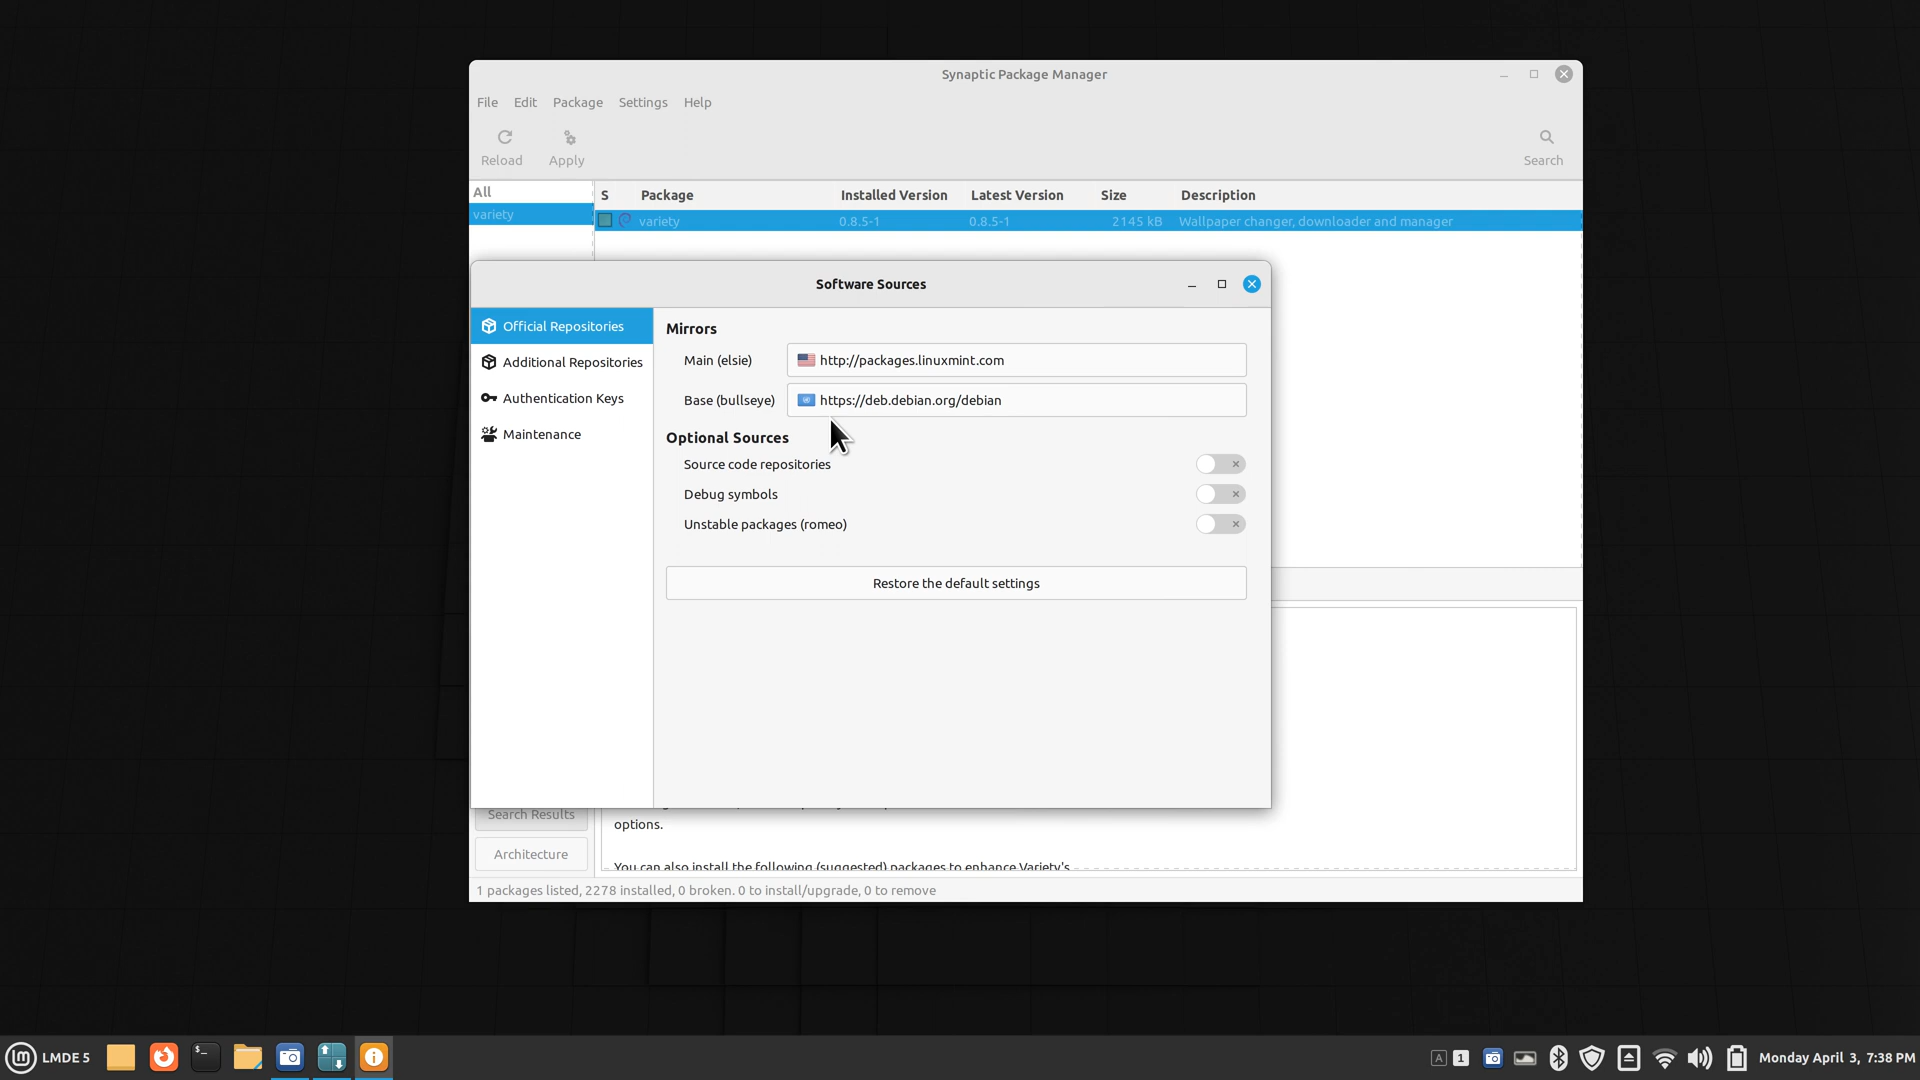 Synaptic Package Manager
File Edit Package Settings Help
Reload Apply Search
All
variety
S Package Installed Version Latest Version Size Description
variety 0.8.5-1 0.8.5-1 2145 kB Wallpaper changer, downloader and manager
Software Sources
Official Repositories
Additional Repositories
Authentication Keys
Maintenance
Mirrors
Main (elsie) http://packages.linuxmint.com
Base (bullseye) https://deb.debian.org/debian
Optional Sources
Source code repositories
Debug symbols
Unstable packages (romeo)
Restore the default settings
Search Results
Architecture
options.
You can also install the following (suggested) packages to enhance Variety's
1 packages listed, 2278 installed, 0 broken. 0 to install/upgrade, 0 to remove
LMDE 5
A 1
Monday April 3, 7:38 PM